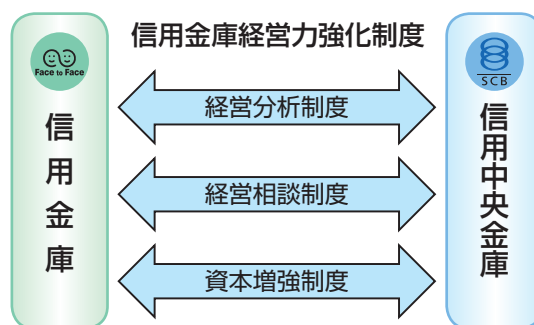 信用金庫経営力強化制度
Face to Face
信用金庫
経営分析制度
経営相談制度
資本増強制度
SCB
信用中央金庫